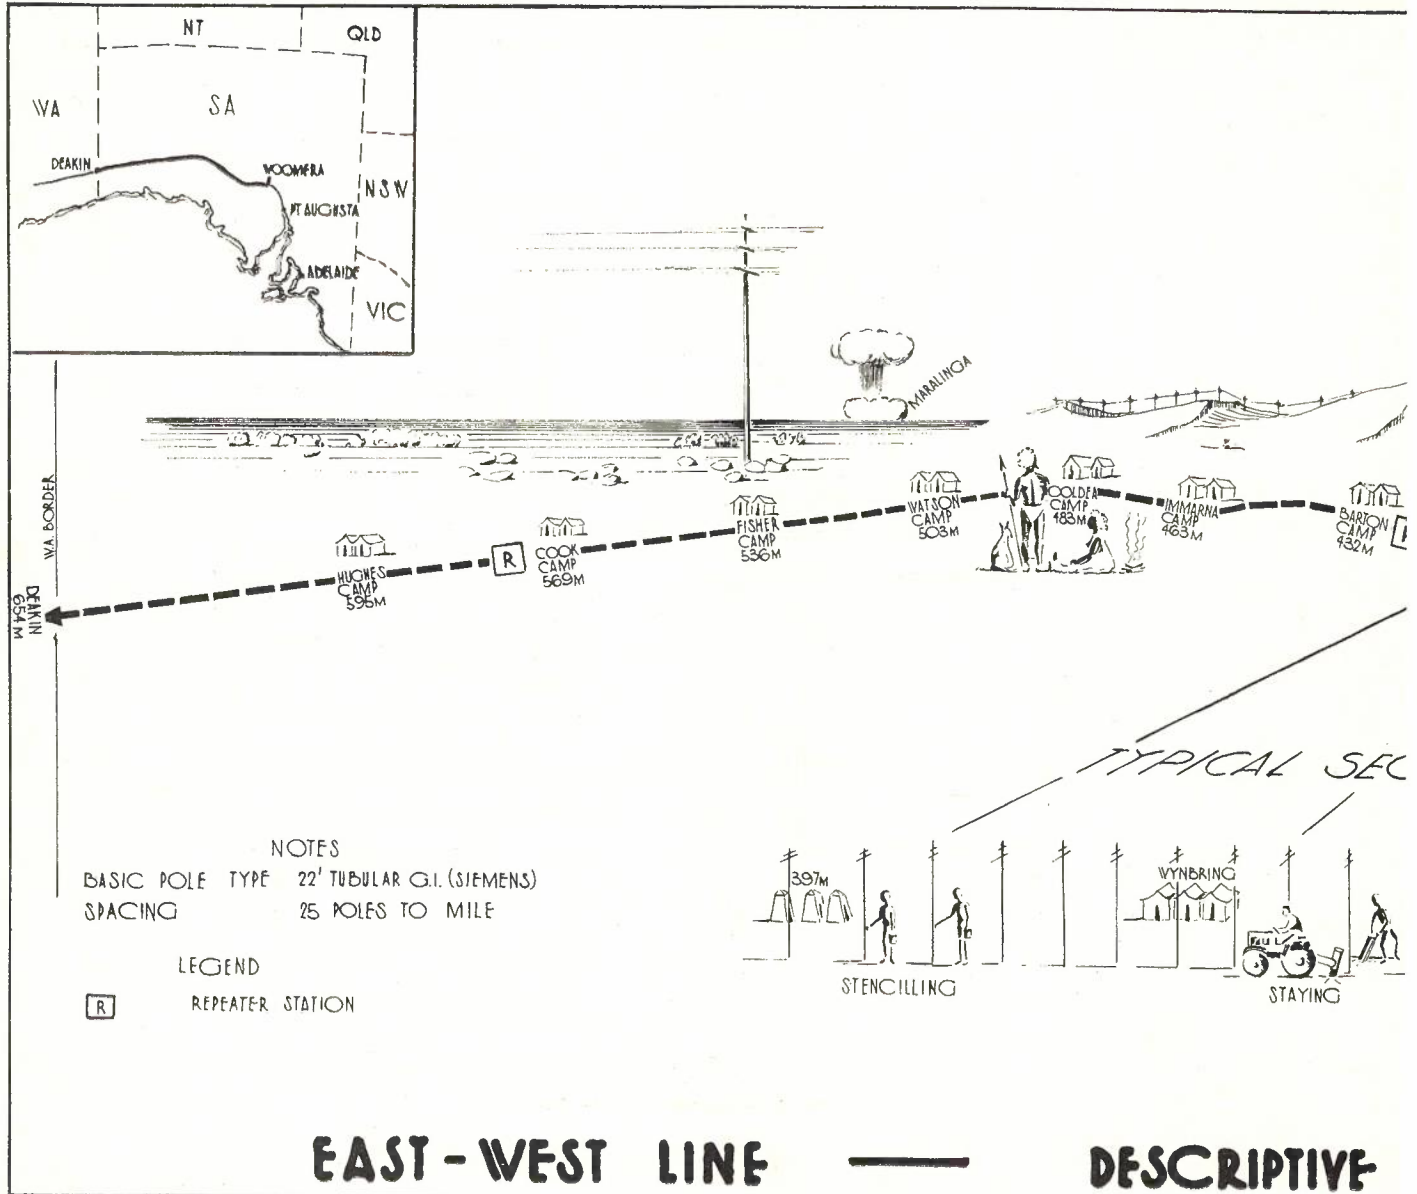 NT
QLD
WA
SA
DEAKIN
WOOMERA
NSW
PT AUGUSTA
ADELAIDE
VIC
MARALINGA
W.A. BORDER
DEAKIN
654M
HUGHES
CAMP
595M
R
COOK
CAMP
569M
FISHER
CAMP
536M
WATSON
CAMP
503M
OOLDEA
CAMP
483M
IMMARNA
CAMP
463M
BARTON
CAMP
432M
TYPICAL SEC
NOTES
BASIC POLE TYPE 22' TUBULAR G.I. (SIEMENS)
SPACING 25 POLES TO MILE
LEGEND
R REPEATER STATION
397M
WYNBRING
STENCILLING
STAYING
EAST-WEST LINE — DESCRIPTIVE